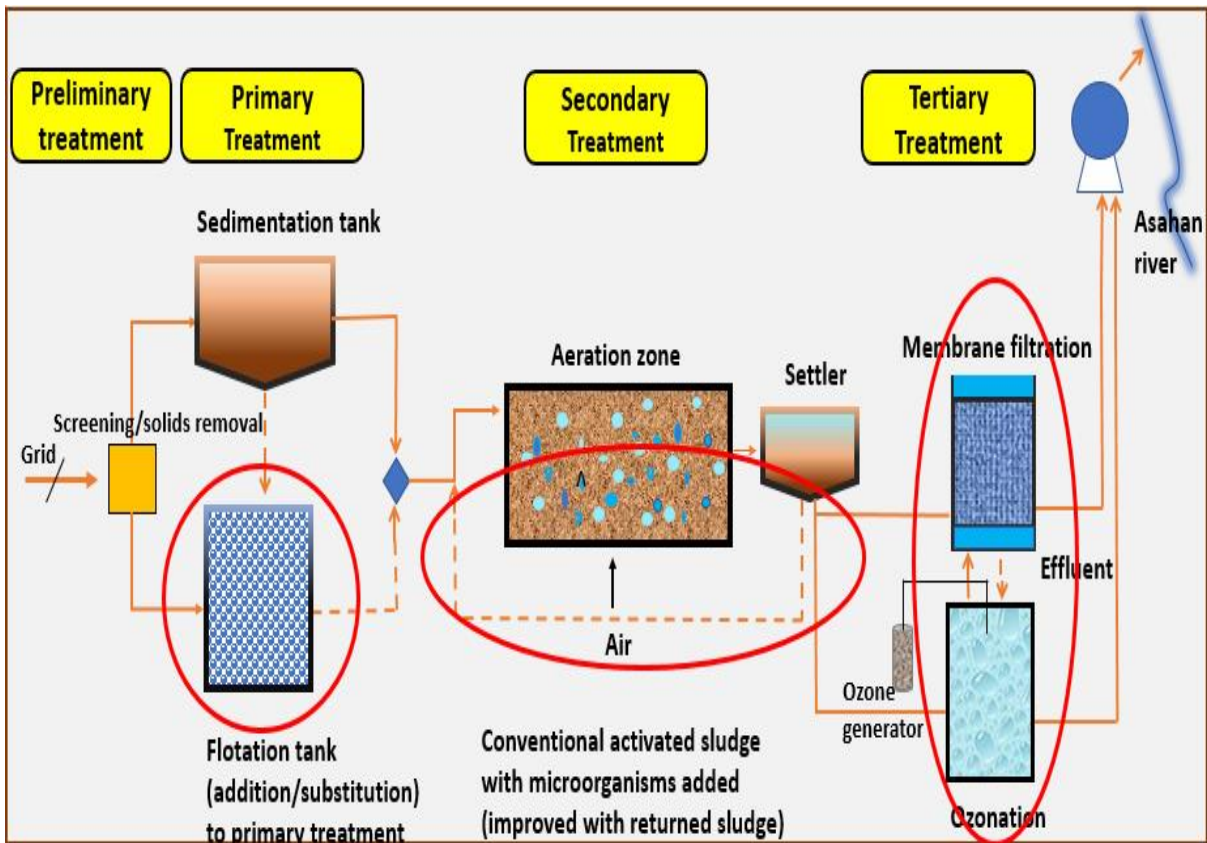 Preliminary
treatment
Primary
Treatment
Secondary
Treatment
Tertiary
Treatment
Sedimentation tank
Asahan
river
Aeration zone
Settler
Membrane filtration
Screening/solids removal
Grid
Effluent
Air
Ozone
generator
Flotation tank
(addition/substitution)
to primary treatment
Conventional activated sludge
with microorganisms added
(improved with returned sludge)
Ozonation